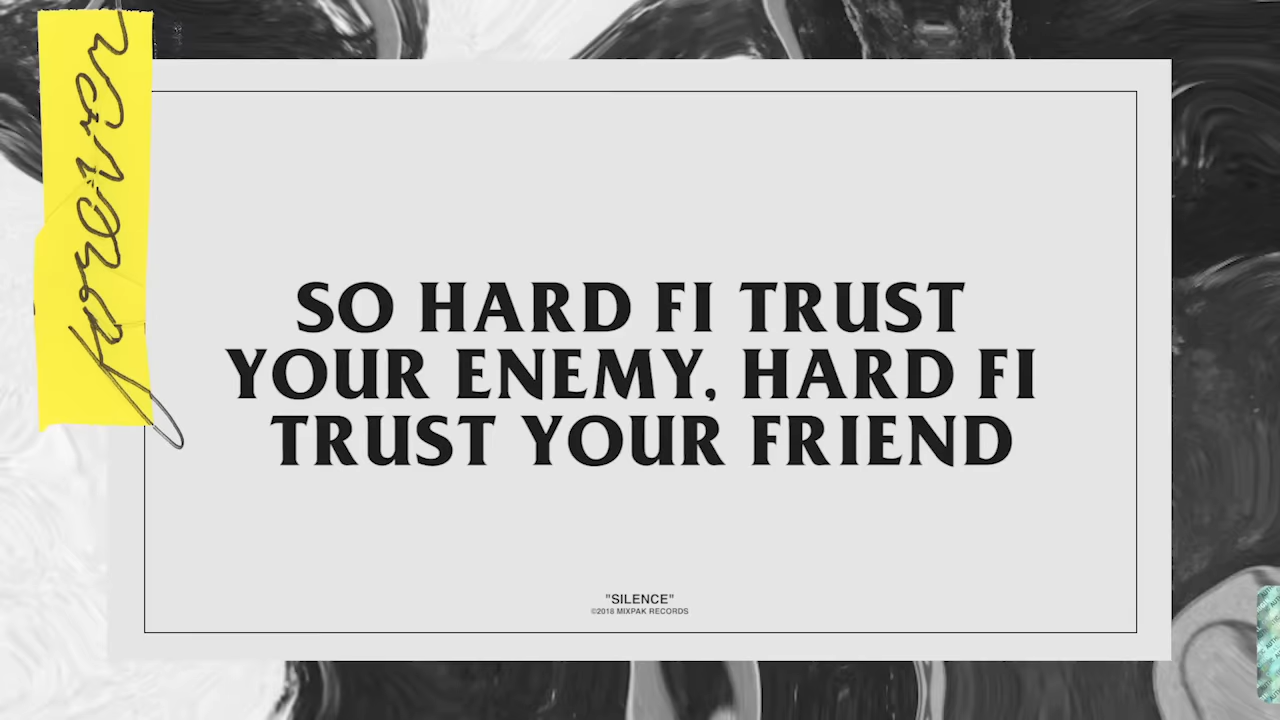 forever
SO HARD FI TRUST
YOUR ENEMY, HARD FI
TRUST YOUR FRIEND
"SILENCE"
©2018 MIXPAK RECORDS